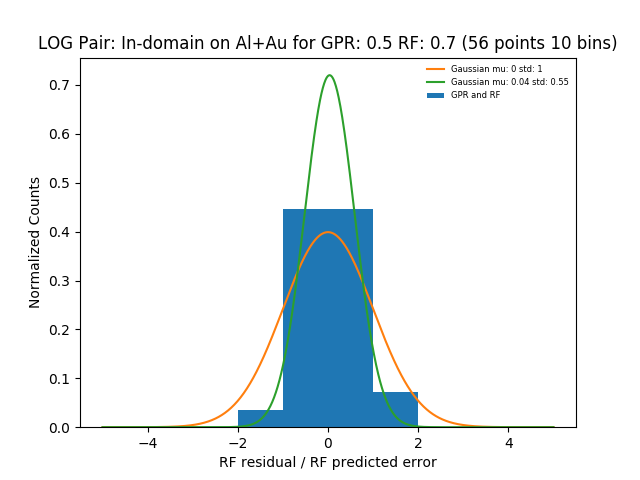 LOG Pair: In-domain on Al+Au for GPR: 0.5 RF: 0.7 (56 points 10 bins)
Gaussian mu: 0 std: 1
Gaussian mu: 0.04 std: 0.55
GPR and RF
Normalized Counts
0.7
0.6
0.5
0.4
0.3
0.2
0.1
0.0
−4
−2
0
2
4
RF residual / RF predicted error